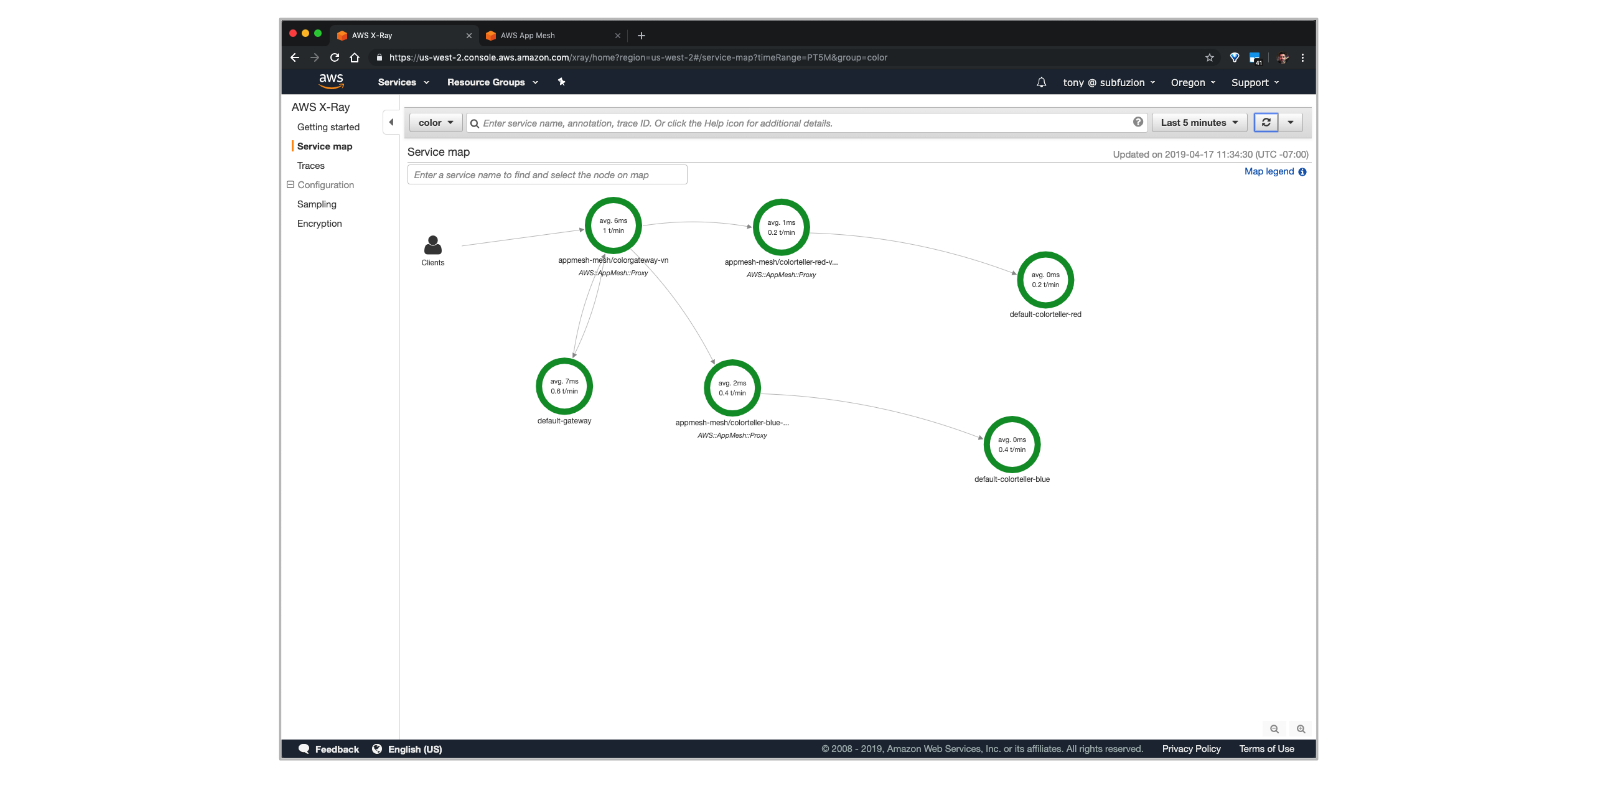 AWS X-Ray
AWS App Mesh
https://us-west-2.console.aws.amazon.com/xray/home?region=us-west-2#/service-map?timeRange=PT5M&group=color
aws
Services
Resource Groups
tony @ subfuzion
Oregon
Support
AWS X-Ray
Getting started
Service map
Traces
Configuration
Sampling
Encryption
color
Enter service name, annotation, trace ID. Or click the Help icon for additional details.
Last 5 minutes
Service map
Updated on 2019-04-17 11:34:30 (UTC -07:00)
Enter a service name to find and select the node on map
Map legend
Clients
avg. 6ms
1 t/min
appmesh-mesh/colorgateway-vn
AWS::AppMesh::Proxy
avg. 1ms
0.2 t/min
appmesh-mesh/colorteller-red-v...
AWS::AppMesh::Proxy
avg. 0ms
0.2 t/min
default-colorteller-red
avg. 7ms
0.6 t/min
default-gateway
avg. 2ms
0.4 t/min
appmesh-mesh/colorteller-blue-...
AWS::AppMesh::Proxy
avg. 0ms
0.4 t/min
default-colorteller-blue
Feedback
English (US)
© 2008 - 2019, Amazon Web Services, Inc. or its affiliates. All rights reserved.
Privacy Policy
Terms of Use